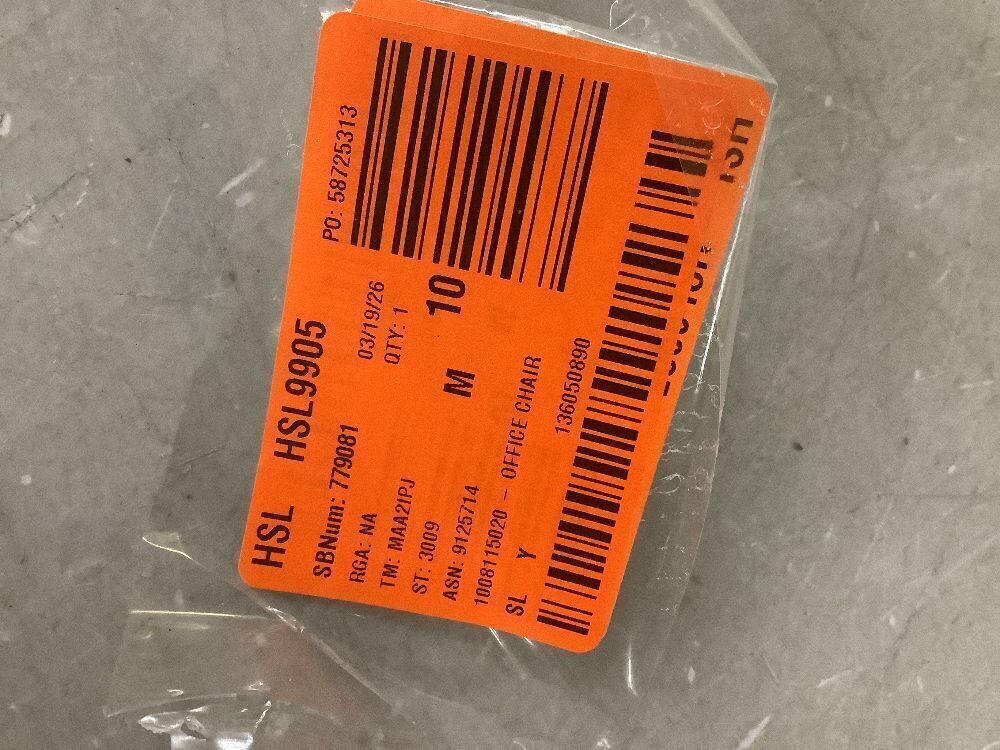 HSL HSL9905
PO: 58725313
SBNum: 779081
RGA: NA
03/19/26
TM: MAA2IPJ
QTY: 1
ST: 3009
M 10
ASN: 9125714
1008115020 - OFFICE CHAIR
SL Y
136050890